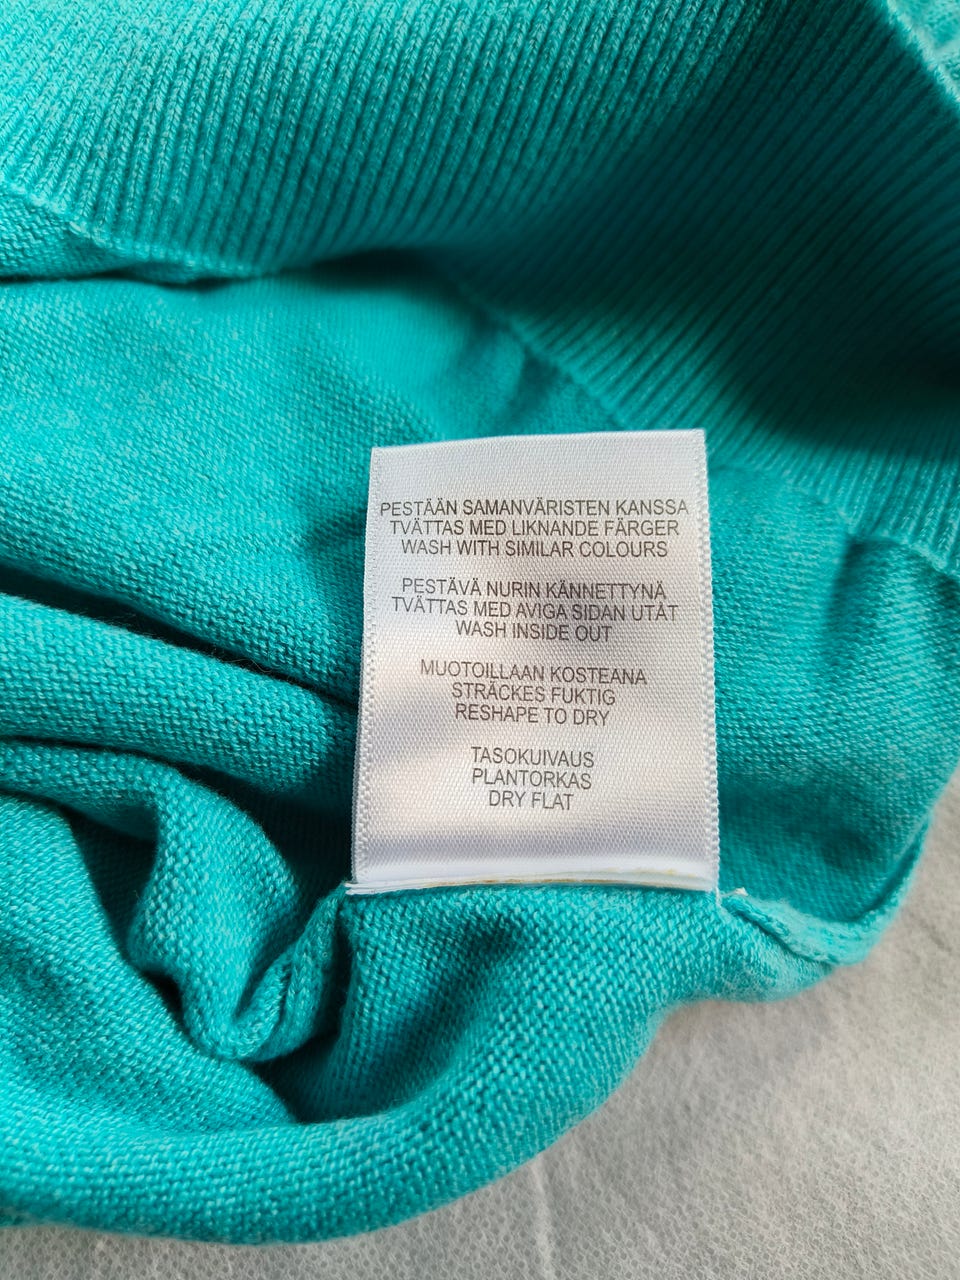 PESTÄÄN SAMANVÄRISTEN KANSSA
TVÄTTAS MED LIKNANDE FÄRGER
WASH WITH SIMILAR COLOURS
PESTÄVÄ NURIN KÄNNETTYNÄ
TVÄTTAS MED AVIGA SIDAN UTÅT
WASH INSIDE OUT
MUOTOILLAAN KOSTEANA
STRÄCKES FUKTIG
RESHAPE TO DRY
TASOKUIVAUS
PLANTORKAS
DRY FLAT